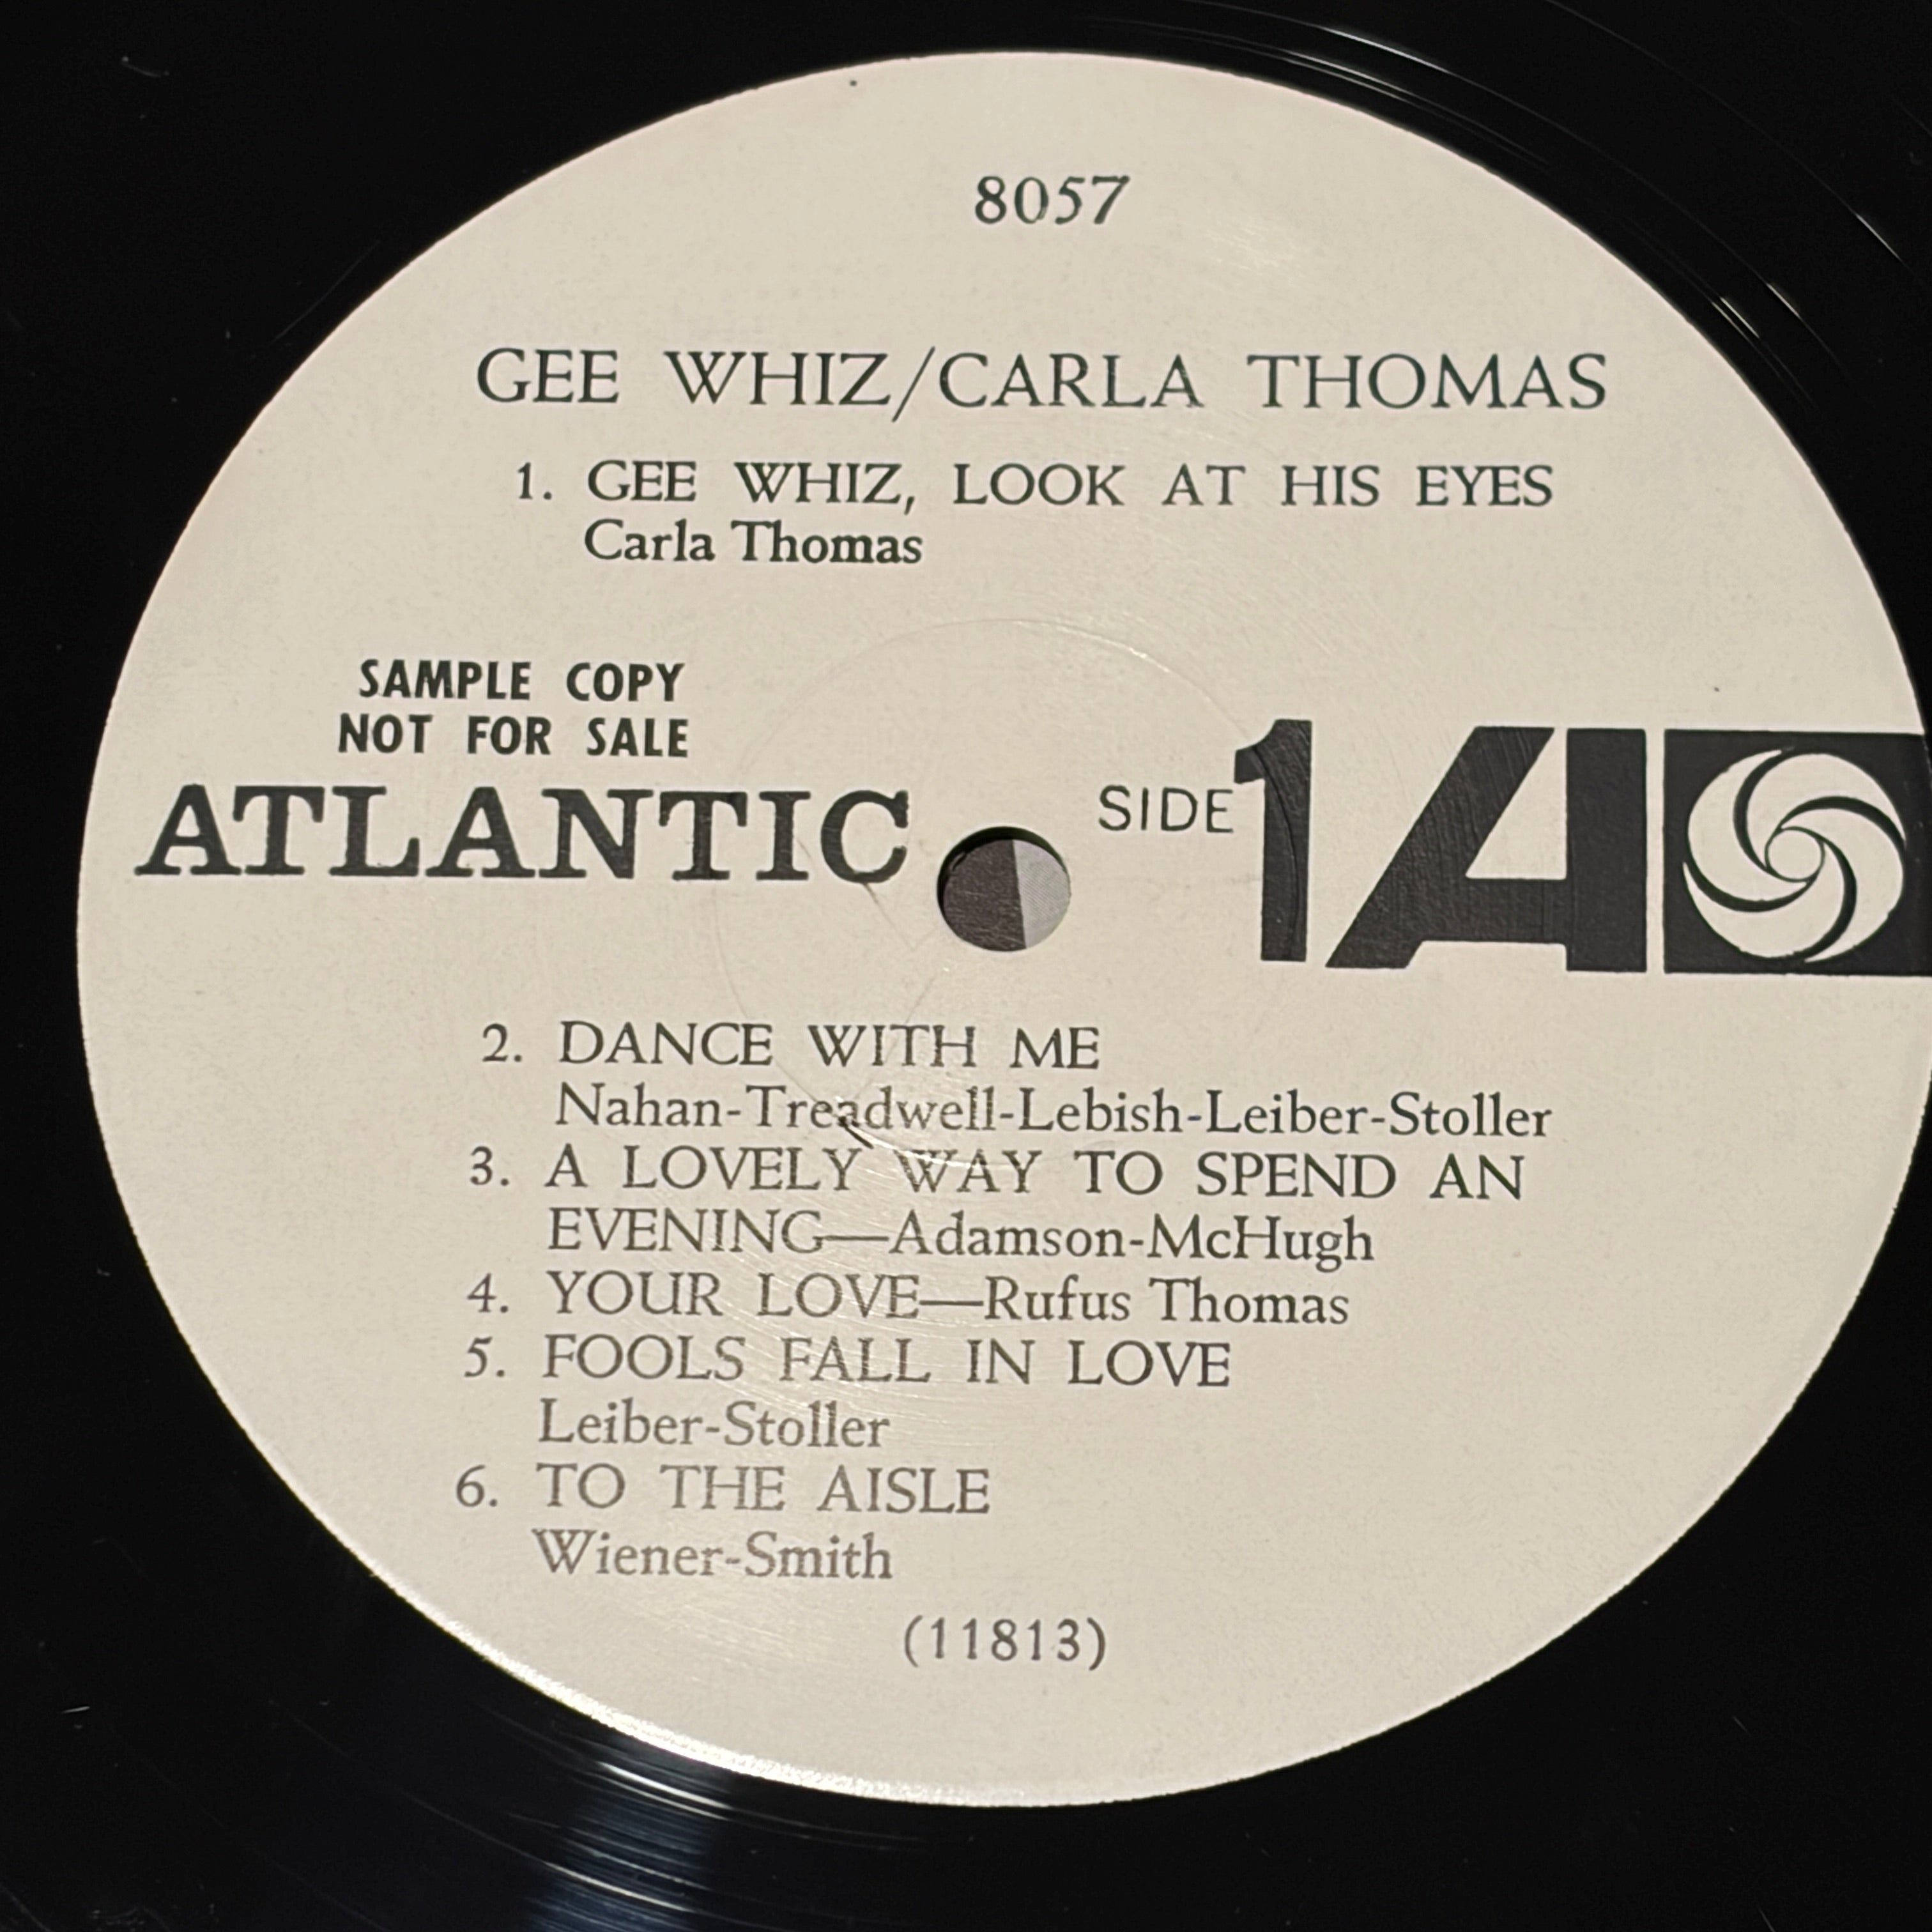 8057
GEE WHIZ/CARLA THOMAS
1. GEE WHIZ, LOOK AT HIS EYES
Carla Thomas
SAMPLE COPY
NOT FOR SALE
ATLANTIC
SIDE 1
A
2. DANCE WITH ME
Nahan-Treadwell-Lebish-Leiber-Stoller
3. A LOVELY WAY TO SPEND AN
EVENING—Adamson-McHugh
4. YOUR LOVE—Rufus Thomas
5. FOOLS FALL IN LOVE
Leiber-Stoller
6. TO THE AISLE
Wiener-Smith
(11813)